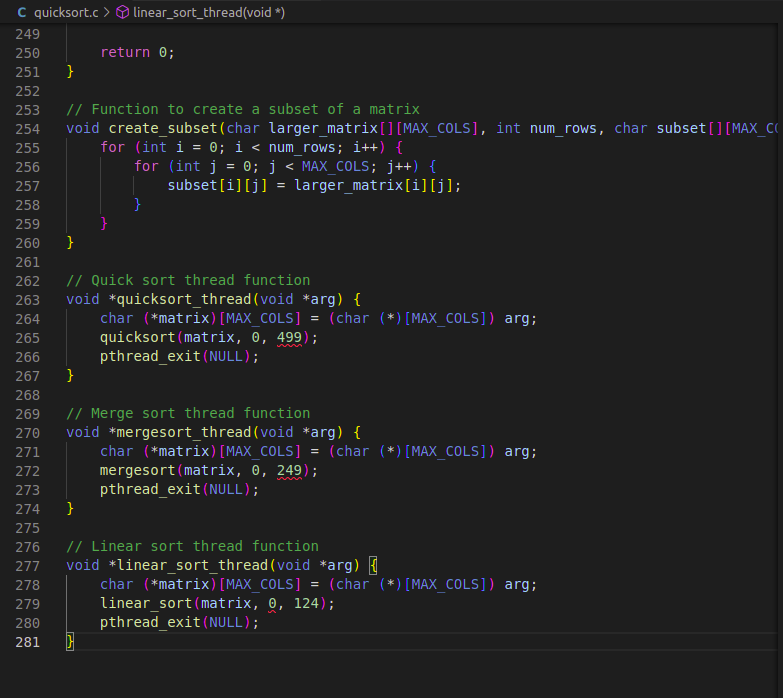 C quicksort.c > linear_sort_thread(void *)
249
250 return 0;
251 }
252
253 // Function to create a subset of a matrix
254 void create_subset(char larger_matrix[][MAX_COLS], int num_rows, char subset[][MAX_CO
255 for (int i = 0; i < num_rows; i++) {
256 for (int j = 0; j < MAX_COLS; j++) {
257 subset[i][j] = larger_matrix[i][j];
258 }
259 }
260 }
261
262 // Quick sort thread function
263 void *quicksort_thread(void *arg) {
264 char (*matrix)[MAX_COLS] = (char (*)[MAX_COLS]) arg;
265 quicksort(matrix, 0, 499);
266 pthread_exit(NULL);
267 }
268
269 // Merge sort thread function
270 void *mergesort_thread(void *arg) {
271 char (*matrix)[MAX_COLS] = (char (*)[MAX_COLS]) arg;
272 mergesort(matrix, 0, 249);
273 pthread_exit(NULL);
274 }
275
276 // Linear sort thread function
277 void *linear_sort_thread(void *arg) {
278 char (*matrix)[MAX_COLS] = (char (*)[MAX_COLS]) arg;
279 linear_sort(matrix, 0, 124);
280 pthread_exit(NULL);
281 }